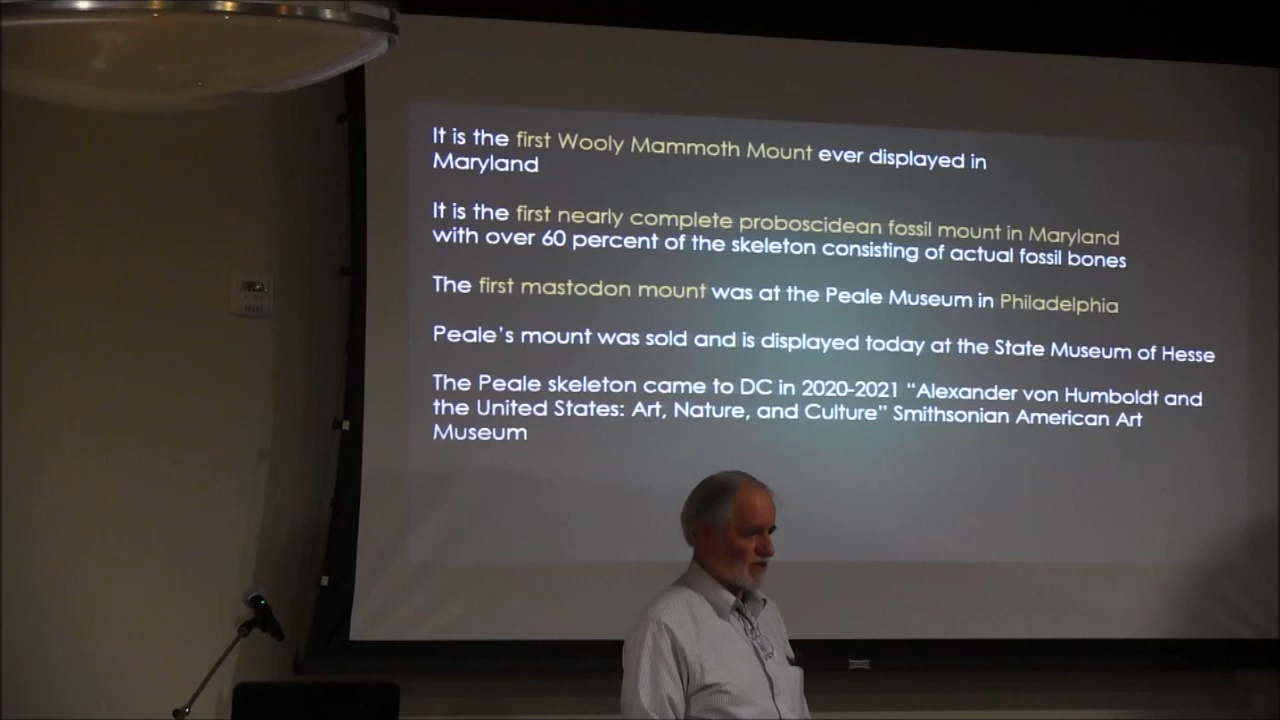 It is the first Wooly Mammoth Mount ever displayed in
Maryland
It is the first nearly complete proboscidean fossil mount in Maryland
with over 60 percent of the skeleton consisting of actual fossil bones
The first mastodon mount was at the Peale Museum in Philadelphia
Peale’s mount was sold and is displayed today at the State Museum of Hesse
The Peale skeleton came to DC in 2020-2021 “Alexander von Humboldt and
the United States: Art, Nature, and Culture” Smithsonian American Art
Museum